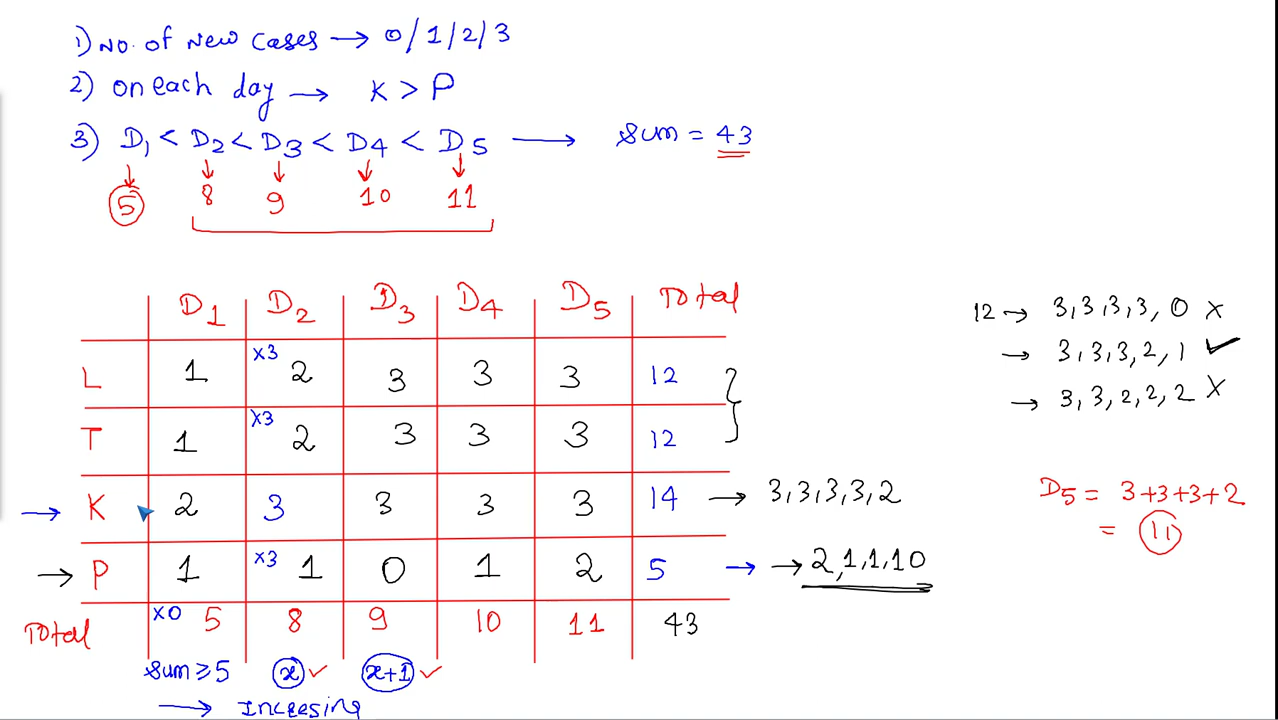 1) No. of New cases → 0/1/2/3
2) on each day → K > P
3) D1 < D2 < D3 < D4 < D5 → sum = 43
5 8 9 10 11
D1 D2 D3 D4 D5 Total
L 1 x3 2 3 3 3 12
T 1 x3 2 3 3 3 12
→ K 2 3 3 3 3 14 → 3,3,3,3,2
→ P 1 x3 1 0 1 2 5 → → 2,1,1,10
Total x0 5 8 9 10 11 43
sum ≥ 5 x ✓ x+1 ✓
→ Increesing
12 → 3,3,3,3,0 x
→ 3,3,3,2,1 ✓
→ 3,3,2,2,2 x
D5 = 3+3+3+2
= 11